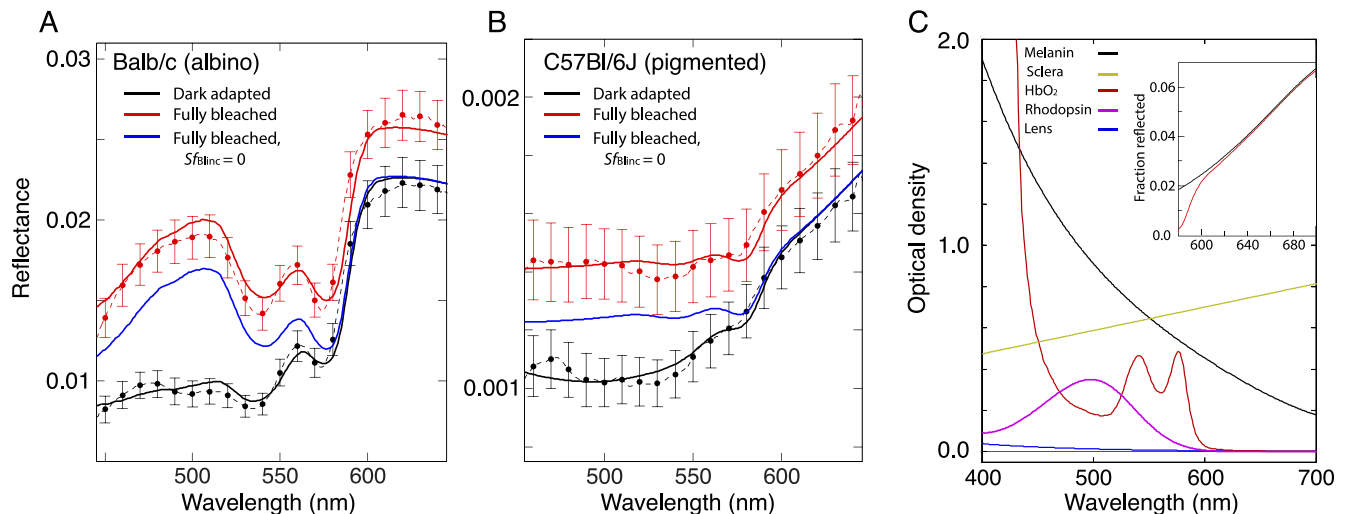 A
Balb/c (albino)
Dark adapted
Fully bleached
Fully bleached,
SfBlinc = 0
Reflectance
0.03
0.02
0.01
500
550
600
Wavelength (nm)
B
C57Bl/6J (pigmented)
Dark adapted
Fully bleached
Fully bleached,
SfBlinc = 0
0.002
0.001
500
550
600
Wavelength (nm)
C
Melanin
Sclera
HbO₂
Rhodopsin
Lens
Optical density
2.0
1.0
0.0
400
500
600
700
Wavelength (nm)
Fraction reflected
0.06
0.04
0.02
0.0
600
640
680